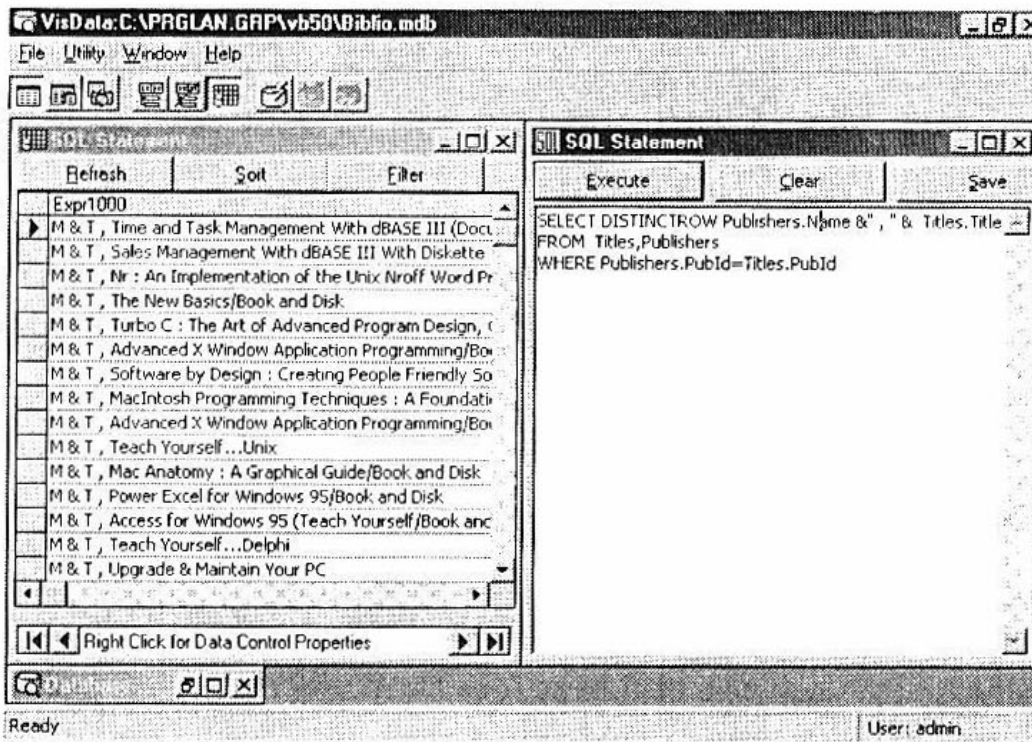 VisData:C:\PRGLAN.GRP\vb50\Biblio.mdb
File Utility Window Help
SQL Statement
Refresh Sort Filter
Expr1000
M & T , Time and Task Management With dBASE III (Docu
M & T , Sales Management With dBASE III With Diskette
M & T , Nr : An Implementation of the Unix Nroff Word Pr
M & T , The New Basics/Book and Disk
M & T , Turbo C : The Art of Advanced Program Design, (
M & T , Advanced X Window Application Programming/Boo
M & T , Software by Design : Creating People Friendly So
M & T , MacIntosh Programming Techniques : A Foundati
M & T , Advanced X Window Application Programming/Boo
M & T , Teach Yourself...Unix
M & T , Mac Anatomy : A Graphical Guide/Book and Disk
M & T , Power Excel for Windows 95/Book and Disk
M & T , Access for Windows 95 (Teach Yourself/Book and
M & T , Teach Yourself...Delphi
M & T , Upgrade & Maintain Your PC
Right Click for Data Control Properties
SQL Statement
Execute Clear Save
SELECT DISTINCTROW Publishers.Name &" , " & Titles.Title
FROM Titles,Publishers
WHERE Publishers.PubId=Titles.PubId
Ready User: admin